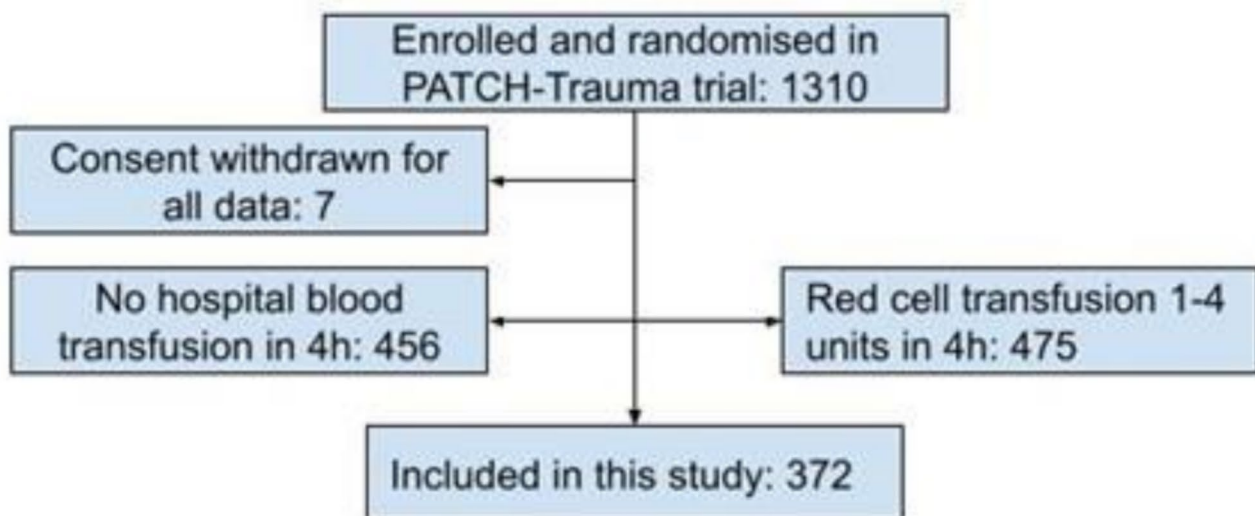 Enrolled and randomised in
PATCH-Trauma trial: 1310
Consent withdrawn for
all data: 7
No hospital blood
transfusion in 4h: 456
Red cell transfusion 1-4
units in 4h: 475
Included in this study: 372